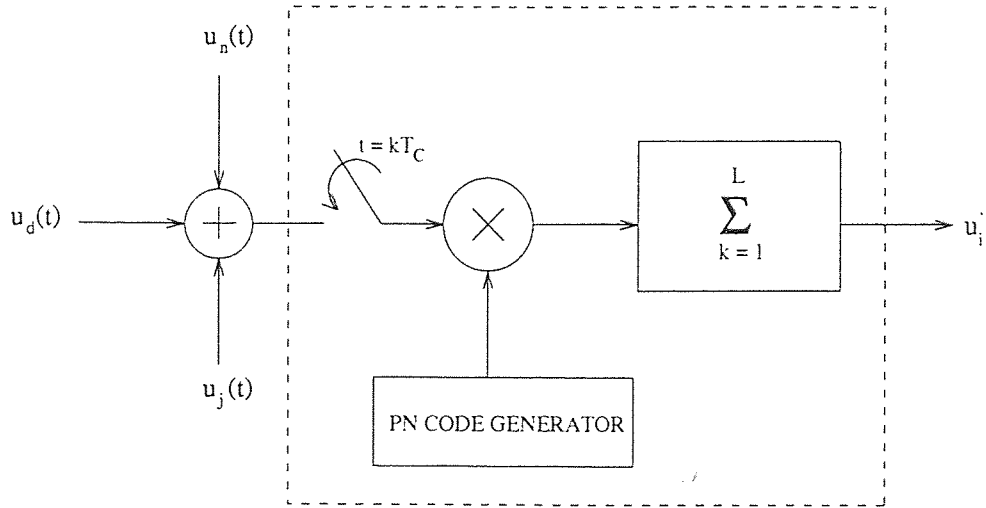 u_n(t)
t = kT_C
u_d(t)
+
×
L
Σ
k = 1
u_i'
u_j(t)
PN CODE GENERATOR